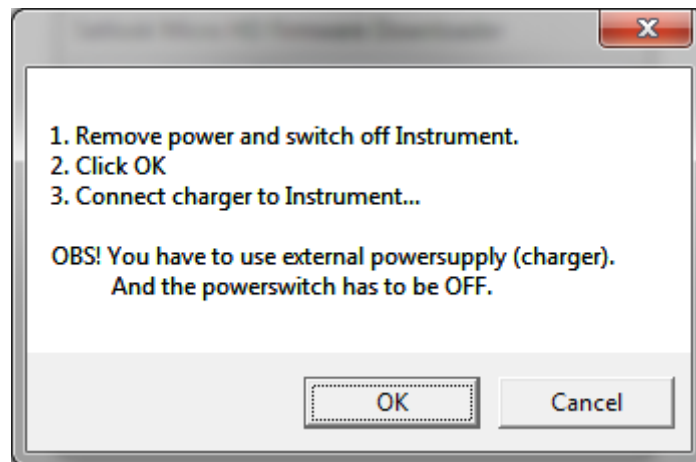 1. Remove power and switch off Instrument.
2. Click OK
3. Connect charger to Instrument...
OBS! You have to use external powersupply (charger).
And the powerswitch has to be OFF.
OK
Cancel